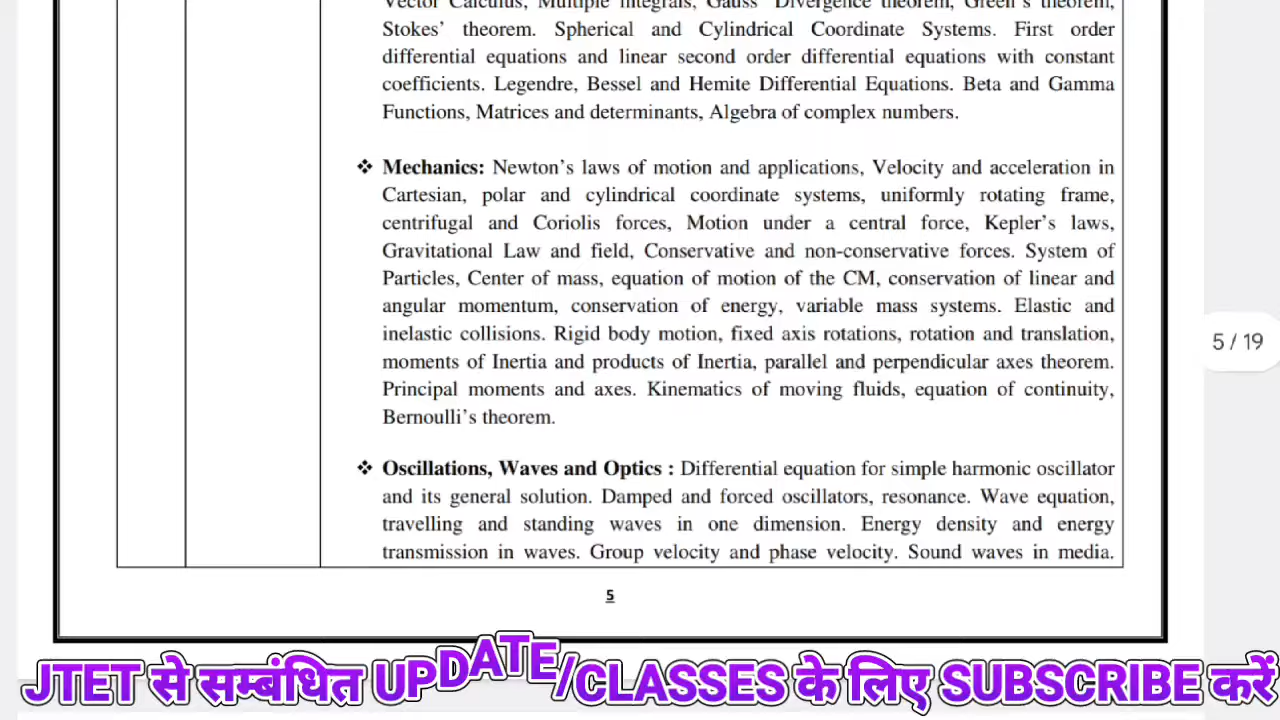 Vector Calculus, Multiple integrals, Gauss' Divergence theorem, Green's theorem,
Stokes' theorem. Spherical and Cylindrical Coordinate Systems. First order
differential equations and linear second order differential equations with constant
coefficients. Legendre, Bessel and Hemite Differential Equations. Beta and Gamma
Functions, Matrices and determinants, Algebra of complex numbers.
❖ Mechanics: Newton's laws of motion and applications, Velocity and acceleration in
Cartesian, polar and cylindrical coordinate systems, uniformly rotating frame,
centrifugal and Coriolis forces, Motion under a central force, Kepler's laws,
Gravitational Law and field, Conservative and non-conservative forces. System of
Particles, Center of mass, equation of motion of the CM, conservation of linear and
angular momentum, conservation of energy, variable mass systems. Elastic and
inelastic collisions. Rigid body motion, fixed axis rotations, rotation and translation,
moments of Inertia and products of Inertia, parallel and perpendicular axes theorem.
Principal moments and axes. Kinematics of moving fluids, equation of continuity,
Bernoulli's theorem.
❖ Oscillations, Waves and Optics : Differential equation for simple harmonic oscillator
and its general solution. Damped and forced oscillators, resonance. Wave equation,
travelling and standing waves in one dimension. Energy density and energy
transmission in waves. Group velocity and phase velocity. Sound waves in media.
5 / 19
5
JTET से सम्बंधित UPDATE/CLASSES के लिए SUBSCRIBE करें